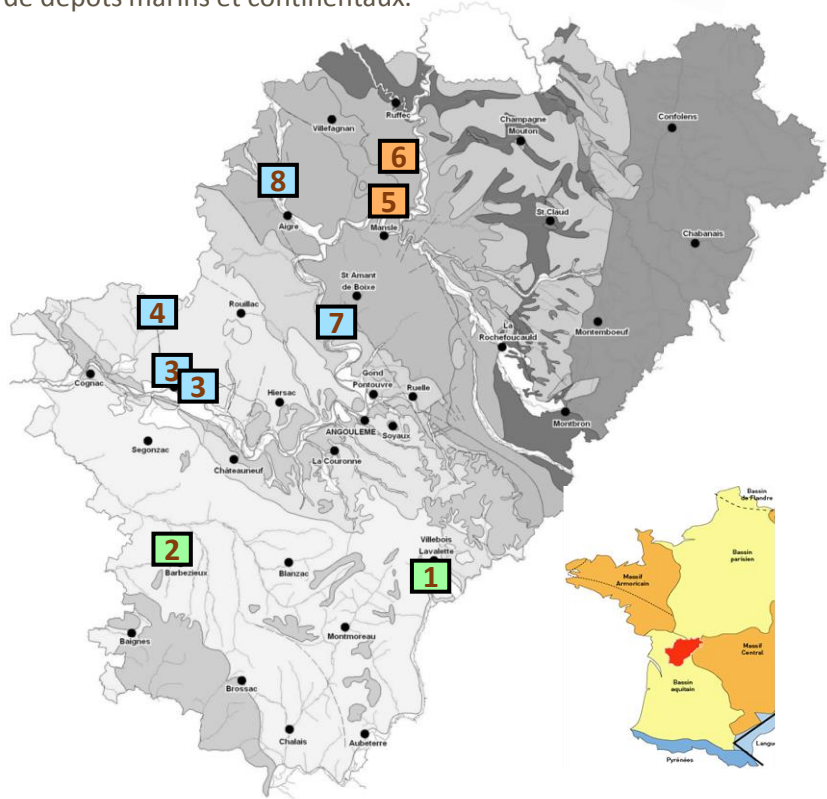 de dépôts marins et continentaux.
Ruffec
Villefagnan
Champagne
Mouton
Confolens
6
8
5
Aigre
Mansle
St Claud
Chabanais
St Amant
de Boixe
4
Rouillac
7
La
Rochefoucauld
Montemboeuf
3
3
Cognac
Hiersac
Gond
Pontouvre
Ruelle
Montbron
ANGOULEME
Soyaux
Segonzac
La Couronne
Châteauneuf
2
Barbezieux
Blanzac
Villebois
Lavalette
1
Baignes
Montmoreau
Brossac
Chalais
Aubeterre
Bassin
de Flandre
Bassin
parisien
Massif
Armoricain
Massif
Central
Bassin
aquitain
Pyrénées
Langu